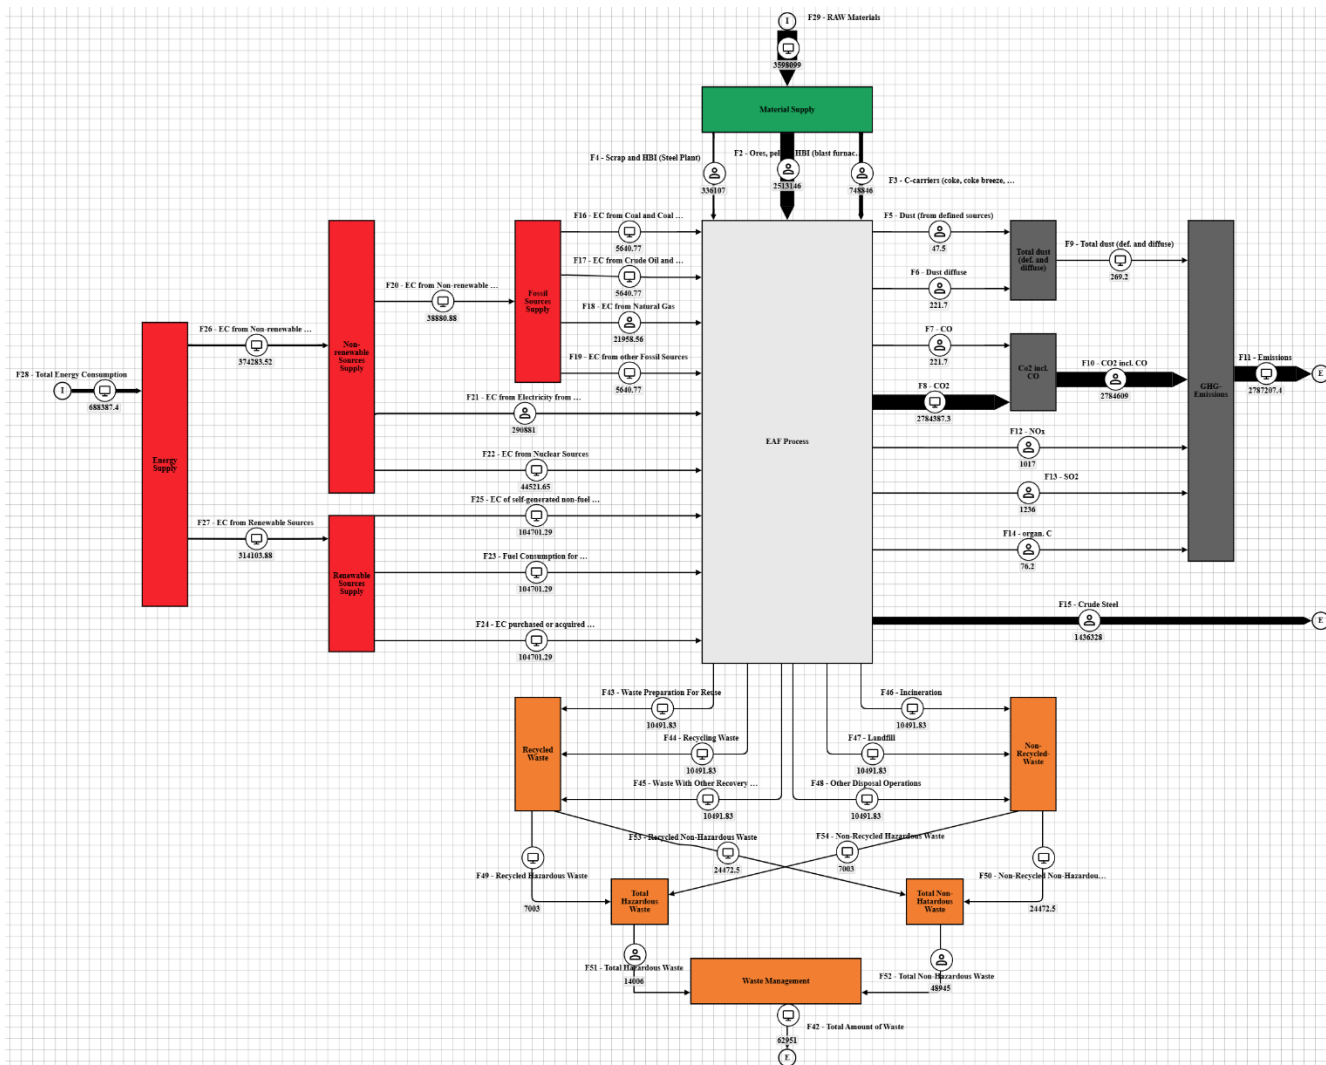 I
F29 - RAW Materials
3598099
Material Supply
F4 - Scrap and HBI (Steel Plant)
336107
F2 - Ores, pel HBI (blast furnac...
2513146
F3 - C-carriers (coke, coke breeze, ...
748846
F16 - EC from Coal and Coal ...
5640.77
F17 - EC from Crude Oil and ...
5640.77
F18 - EC from Natural Gas
21958.56
F19 - EC from other Fossil Sources
5640.77
Fossil
Sources
Supply
F20 - EC from Non-renewable ...
38880.88
Non-
renewable
Sources
Supply
F26 - EC from Non-renewable ...
374283.52
F28 - Total Energy Consumption
I
688387.4
Energy
Supply
F21 - EC from Electricity from ...
290881
F22 - EC from Nuclear Sources
44521.65
F25 - EC of self-generated non-fuel ...
104701.29
F27 - EC from Renewable Sources
314103.88
Renewable
Sources
Supply
F23 - Fuel Consumption for ...
104701.29
F24 - EC purchased or acquired ...
104701.29
EAF Process
F5 - Dust (from defined sources)
47.5
F6 - Dust diffuse
221.7
Total dust
(def. and
diffuse)
F9 - Total dust (def. and diffuse)
269.2
F7 - CO
221.7
F8 - CO2
2784387.3
Co2 incl.
CO
F10 - CO2 incl. CO
2784609
GHG-
Emissions
F11 - Emissions
2787207.4
E
F12 - NOx
1017
F13 - SO2
1236
F14 - organ. C
76.2
F15 - Crude Steel
1436328
E
F43 - Waste Preparation For Reuse
10491.83
F44 - Recycling Waste
10491.83
F45 - Waste With Other Recovery ...
10491.83
Recycled
Waste
F46 - Incineration
10491.83
F47 - Landfill
10491.83
F48 - Other Disposal Operations
10491.83
Non-
Recycled-
Waste
F53 - Recycled Non-Hazardous Waste
24472.5
F54 - Non-Recycled Hazardous Waste
7003
F49 - Recycled Hazardous Waste
7003
F50 - Non-Recycled Non-Hazardou...
24472.5
Total
Hazardous
Waste
Total Non-
Hatardous
Waste
F51 - Total Hazardous Waste
14006
F52 - Total Non-Hazardous Waste
48945
Waste Management
F42 - Total Amount of Waste
62951
E